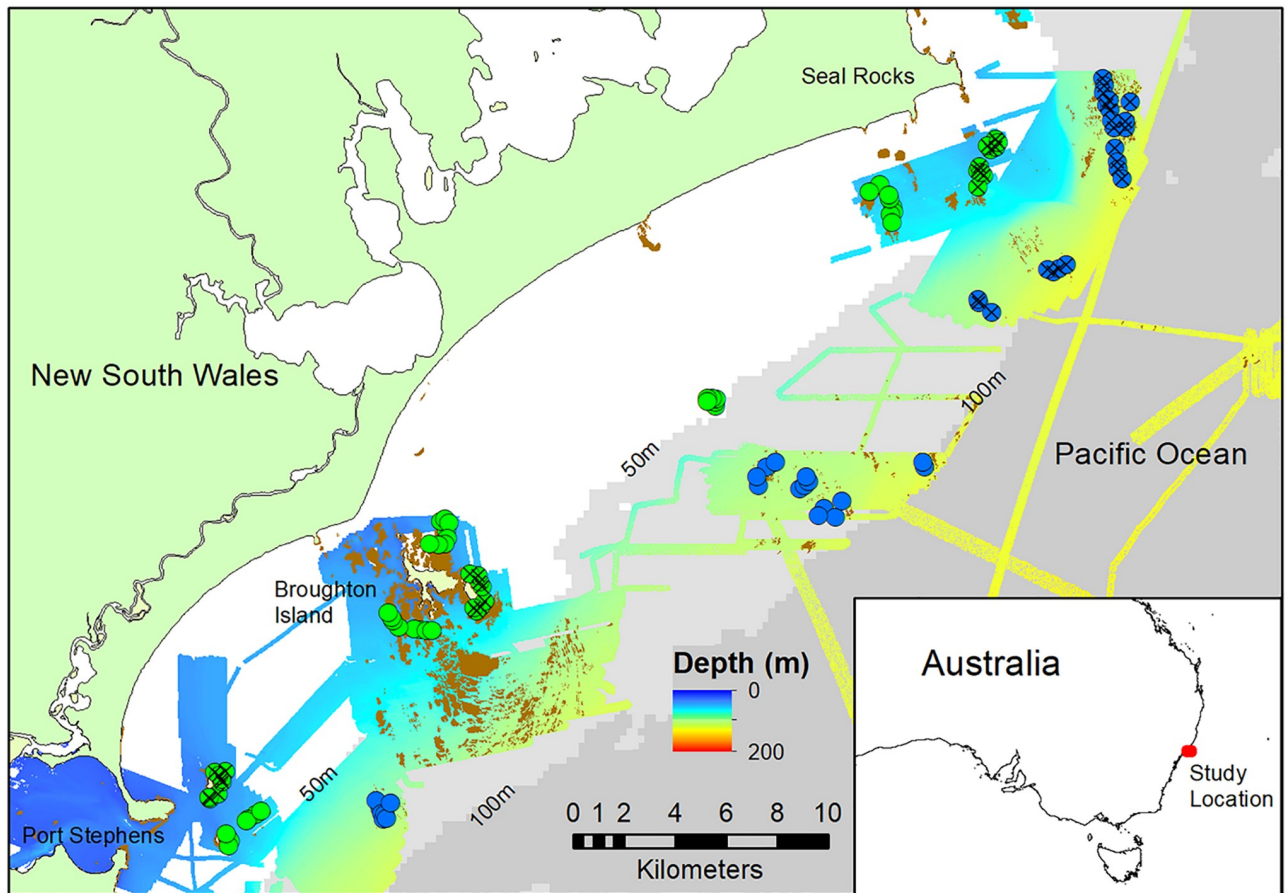 Seal Rocks
New South Wales
50m
100m
Pacific Ocean
Broughton
Island
Depth (m)
0
200
50m
100m
Port Stephens
0 1 2 4 6 8 10
Kilometers
Australia
Study
Location